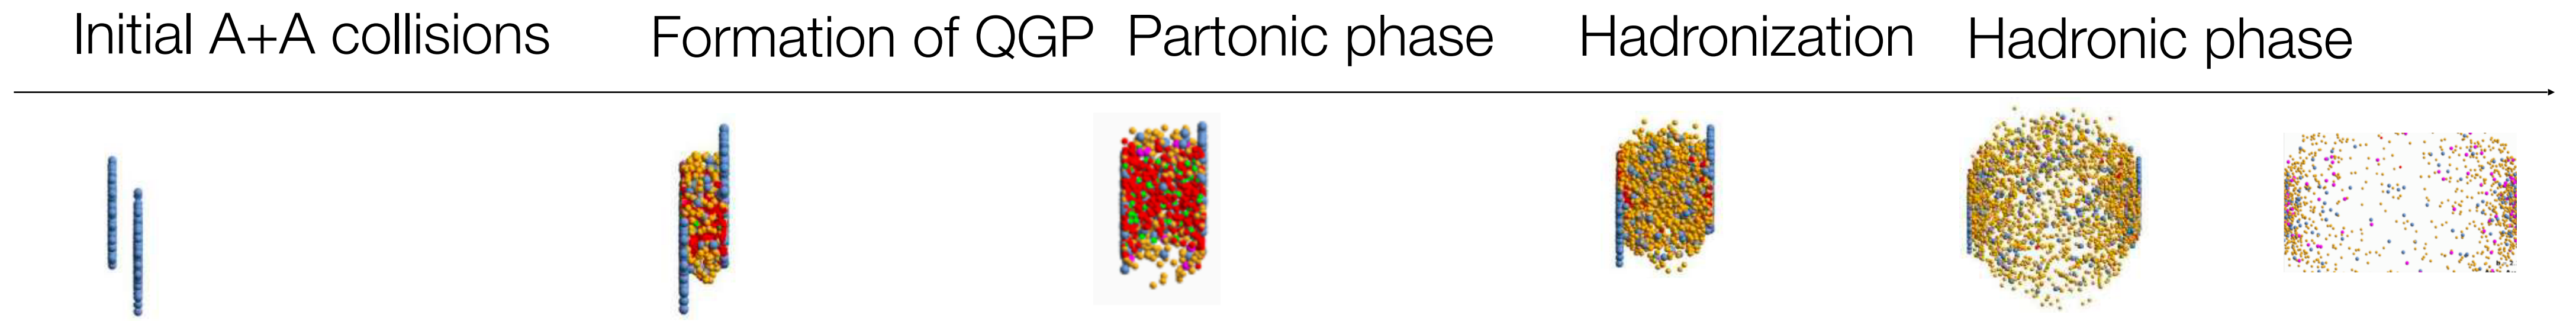 Initial A+A collisions Formation of QGP Partonic phase Hadronization Hadronic phase